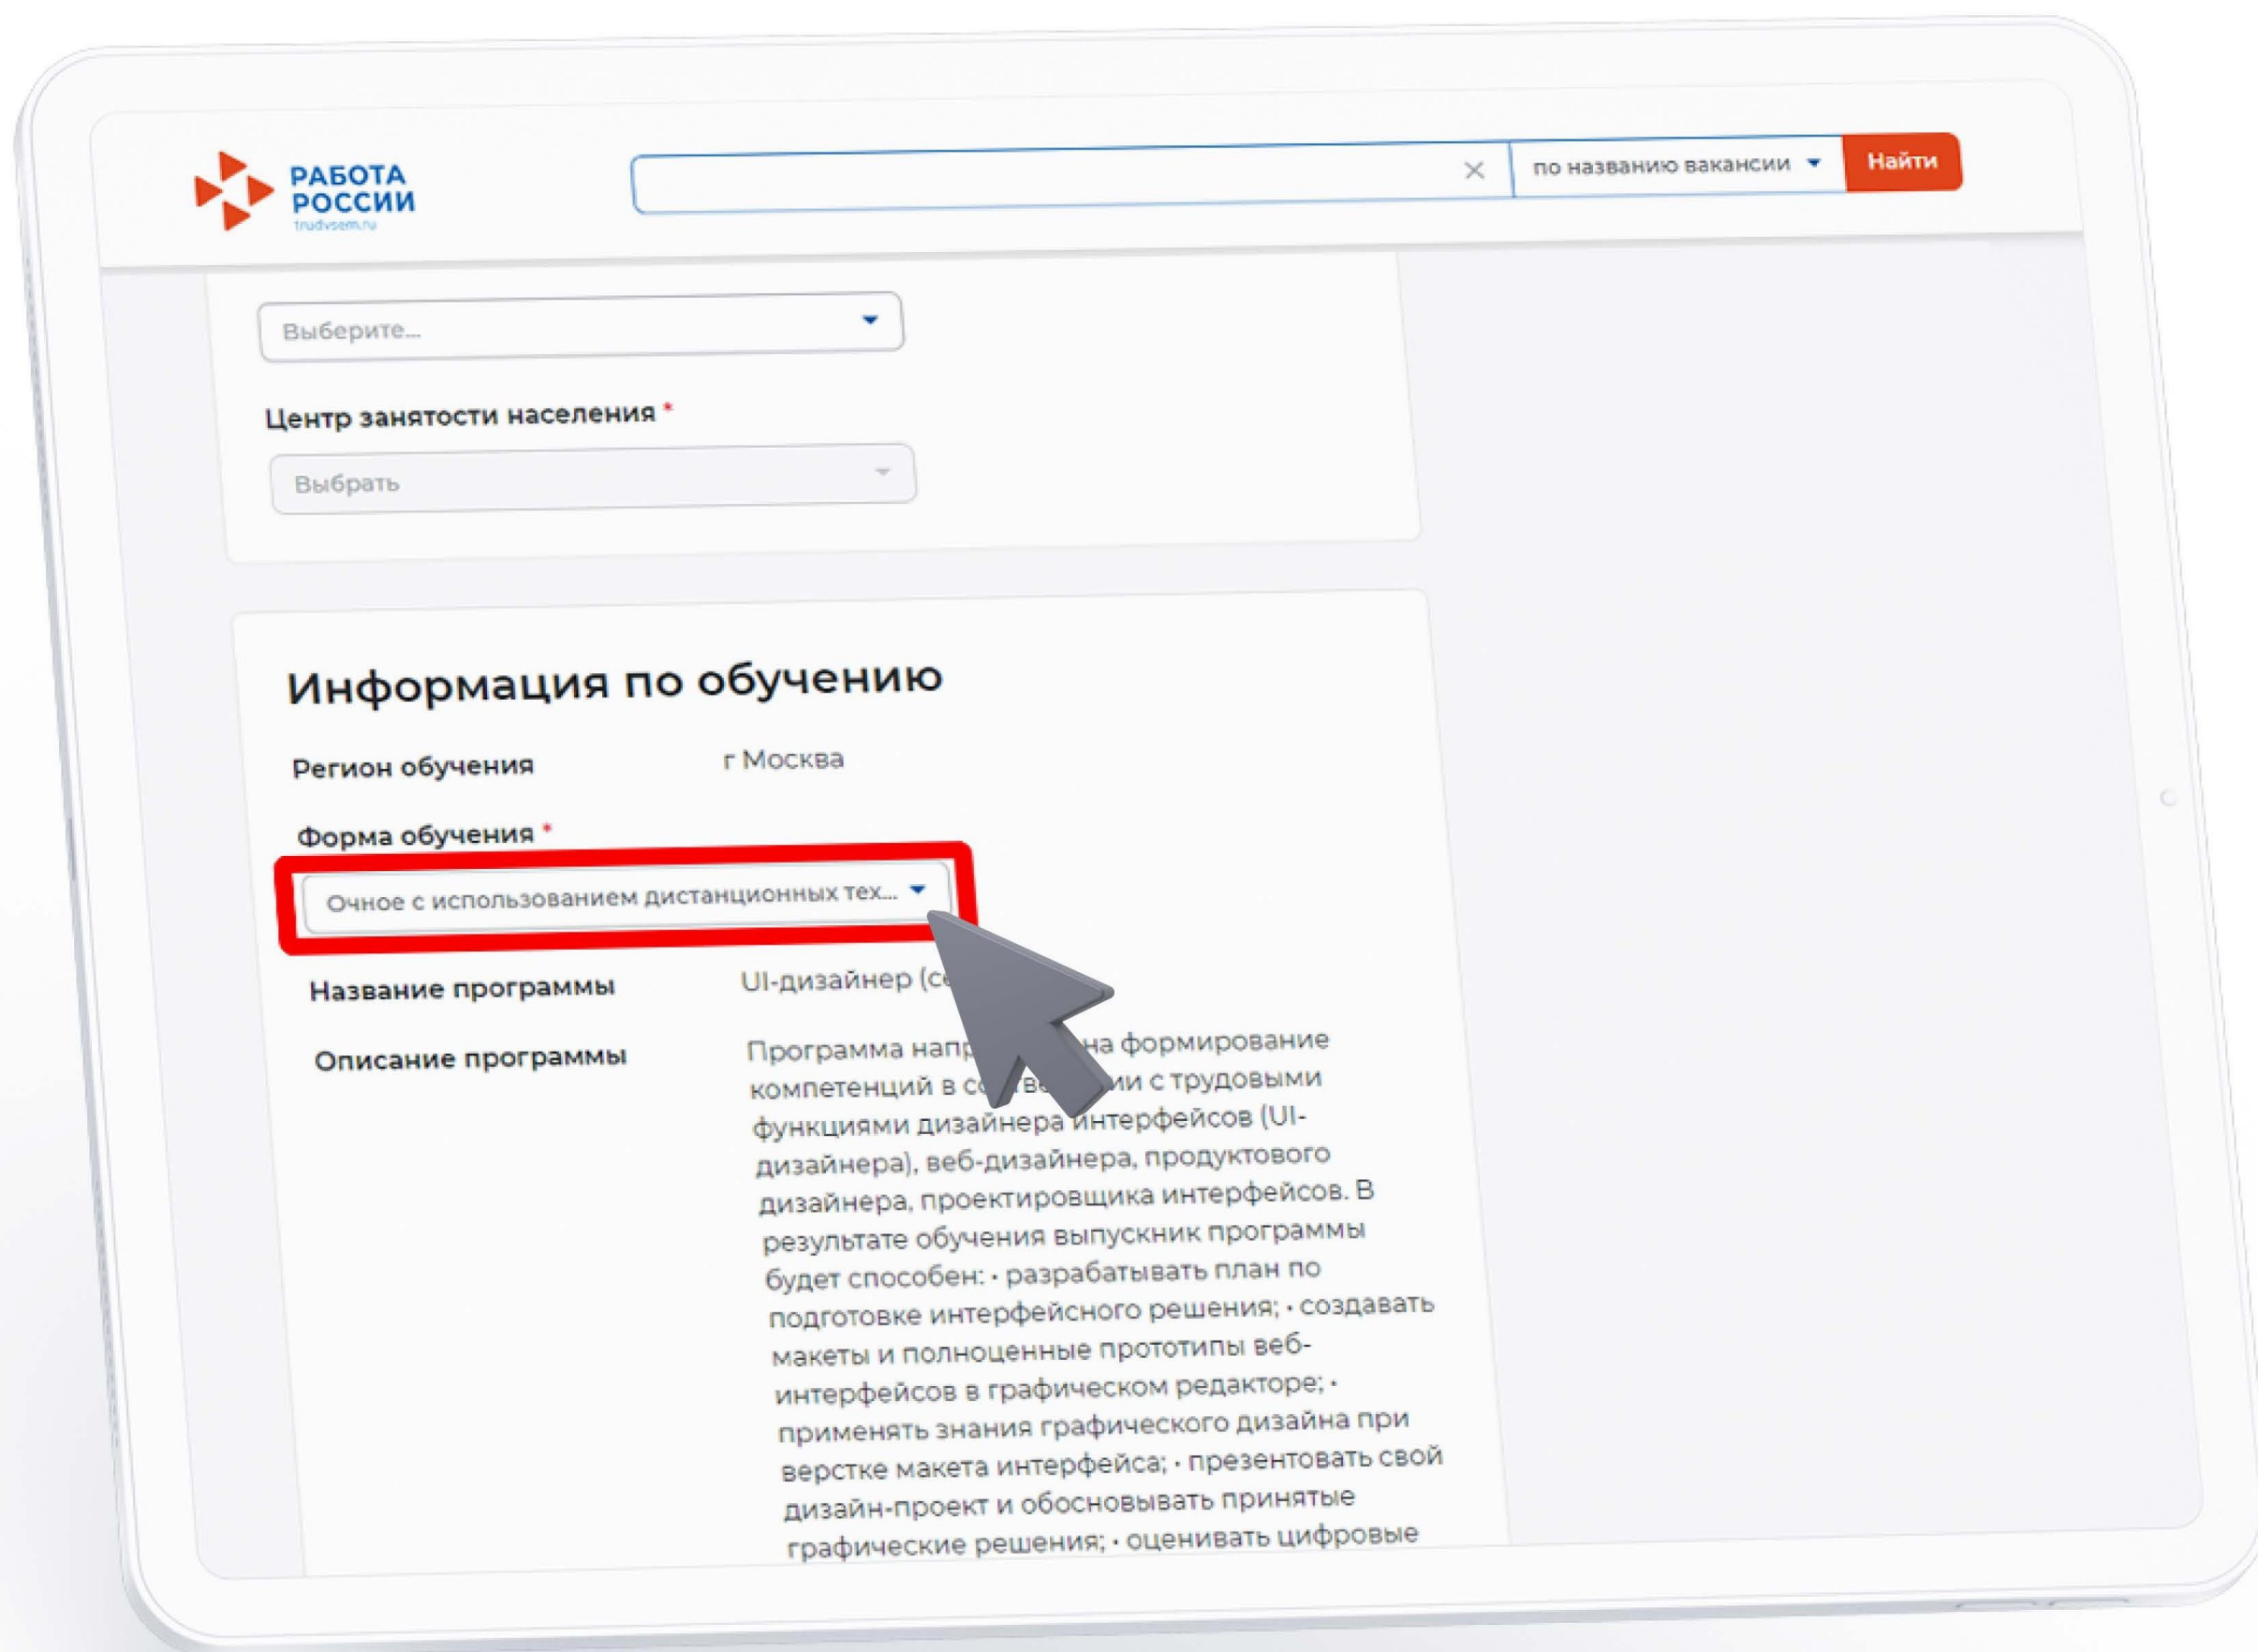 РАБОТА
РОССИИ
trudvsem.ru
по названию вакансии
Найти
Выберите...
Центр занятости населения *
Выбрать
Информация по обучению
Регион обучения г Москва
Форма обучения *
Очное с использованием дистанционных тех...
Название программы UI-дизайнер
Описание программы Программа на формирование
компетенций в с трудовыми
функциями дизайнера интерфейсов (UI-
дизайнера), веб-дизайнера, продуктового
дизайнера, проектировщика интерфейсов. В
результате обучения выпускник программы
будет способен: • разрабатывать план по
подготовке интерфейсного решения; • создавать
макеты и полноценные прототипы веб-
интерфейсов в графическом редакторе; •
применять знания графического дизайна при
верстке макета интерфейса; • презентовать свой
дизайн-проект и обосновывать принятые
графические решения; • оценивать цифровые